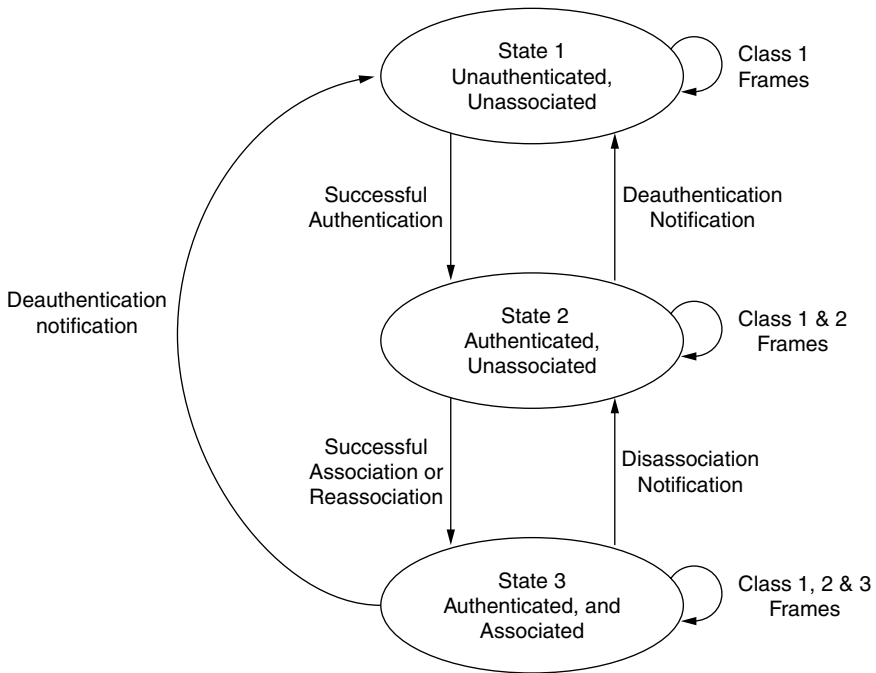 State 1
Unauthenticated,
Unassociated
Class 1
Frames
Successful
Authentication
Deauthentication
Notification
Deauthentication
notification
State 2
Authenticated,
Unassociated
Class 1 & 2
Frames
Successful
Association or
Reassociation
Disassociation
Notification
State 3
Authenticated, and
Associated
Class 1, 2 & 3
Frames